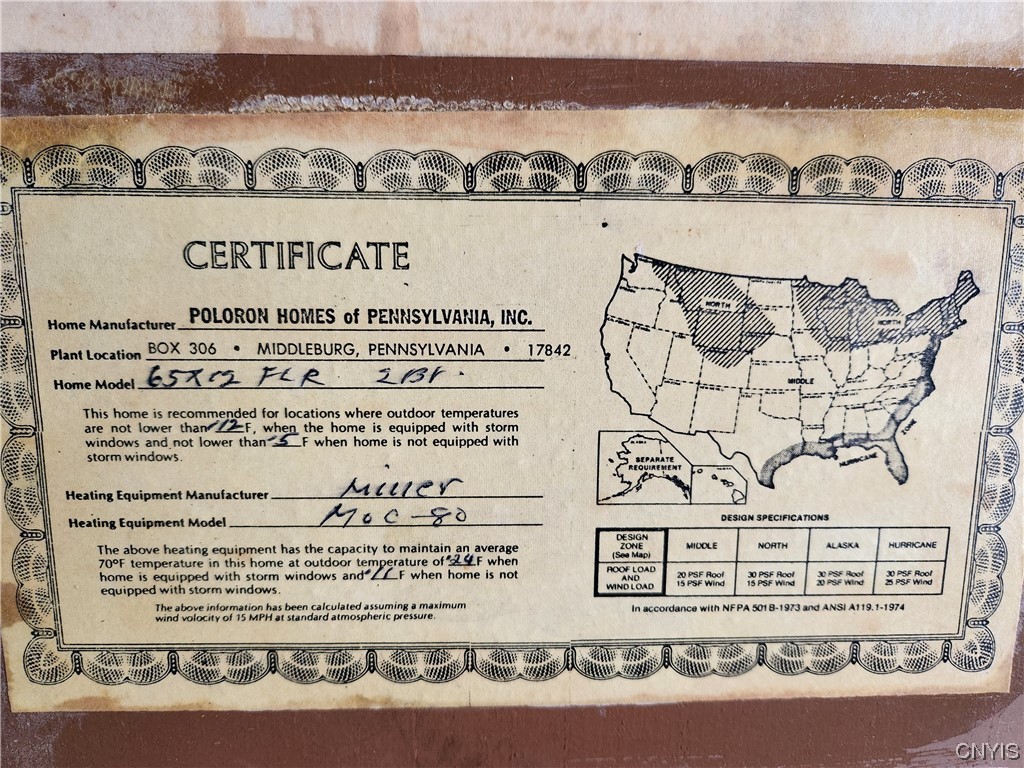 CERTIFICATE
Home Manufacturer POLORON HOMES of PENNSYLVANIA, INC.
Plant Location BOX 306 • MIDDLEBURG, PENNSYLVANIA • 17842
Home Model 65X12 FLR 2Br.
This home is recommended for locations where outdoor temperatures
are not lower than -12 F, when the home is equipped with storm
windows and not lower than -5 F when home is not equipped with
storm windows.
Heating Equipment Manufacturer Miller
Heating Equipment Model MOC-80
The above heating equipment has the capacity to maintain an average
70°F temperature in this home at outdoor temperature of -24 F when
home is equipped with storm windows and -11 F when home is not
equipped with storm windows.
The above information has been calculated assuming a maximum
wind volocity of 15 MPH at standard atmospheric pressure.
NORTH
NORTH
MIDDLE
HURRICANE ZONE
SEPARATE
REQUIREMENT
DESIGN SPECIFICATIONS
DESIGN ZONE (See Map) MIDDLE NORTH ALASKA HURRICANE
ROOF LOAD AND WIND LOAD 20 PSF Roof 15 PSF Wind 30 PSF Roof 15 PSF Wind 30 PSF Roof 20 PSF Wind 30 PSF Roof 25 PSF Wind
In accordance with NFPA 501B-1973 and ANSI A119.1-1974
CNYIS